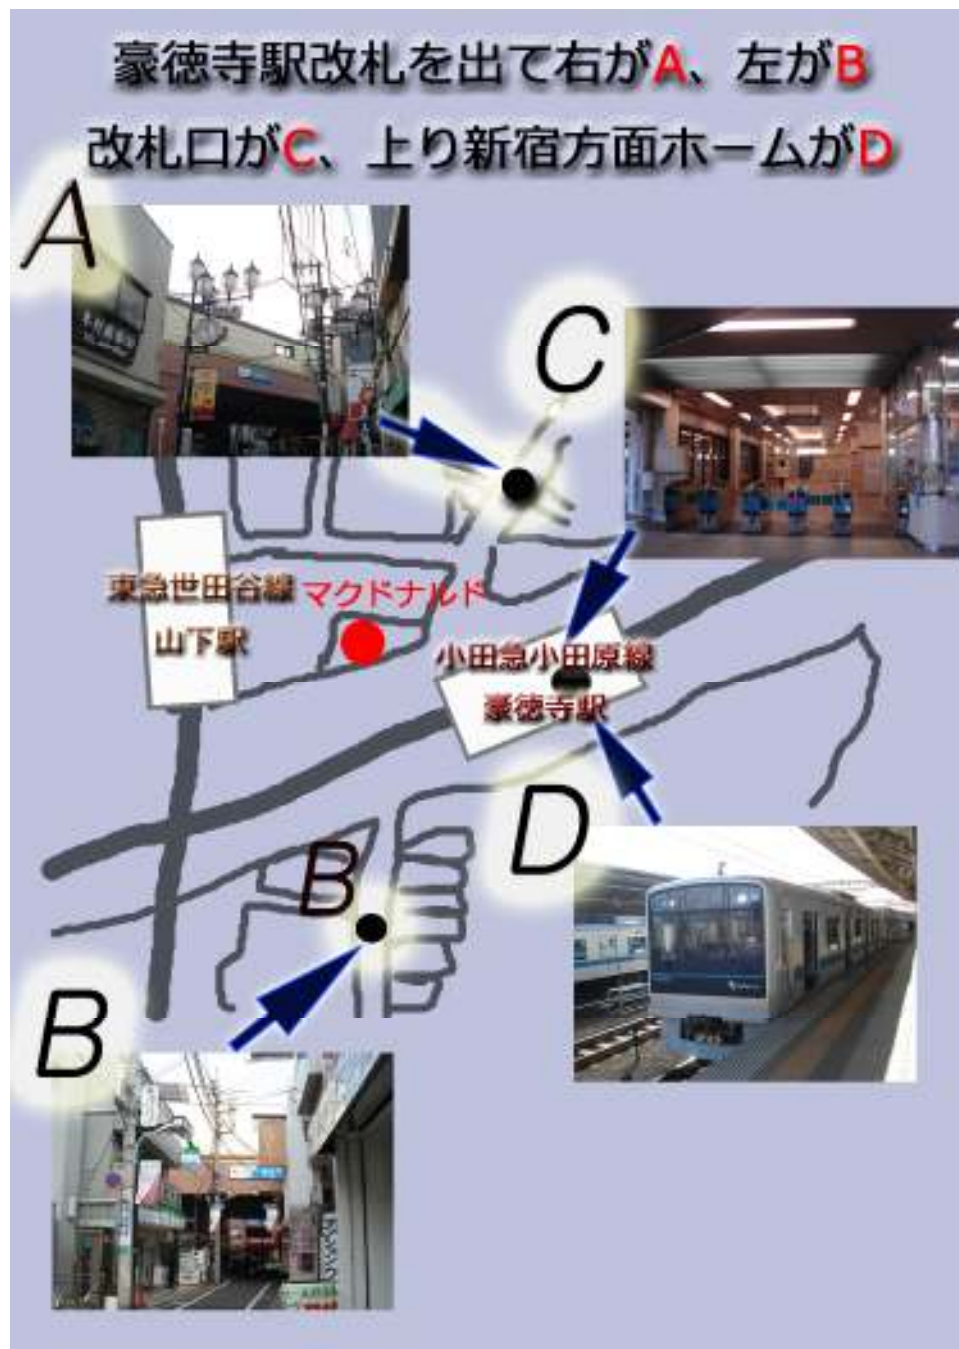 豪徳寺駅改札を出て右がA、左がB
改札口がC、上り新宿方面ホームがD
A
C
東急世田谷線
山下駅
マクドナルド
小田急小田原線
豪徳寺駅
D
B
B